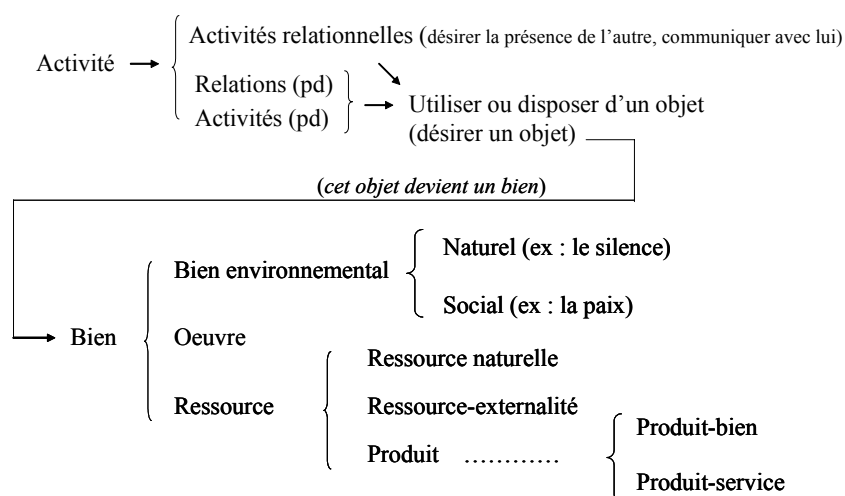 Activités relationnelles (désirer la présence de l’autre, communiquer avec lui)
Activité
Relations (pd)
Activités (pd)
Utiliser ou disposer d’un objet
(désirer un objet)
(cet objet devient un bien)
Naturel (ex : le silence)
Bien environnemental
Social (ex : la paix)
Bien
Oeuvre
Ressource naturelle
Ressource
Ressource-externalité
Produit-bien
Produit …………
Produit-service